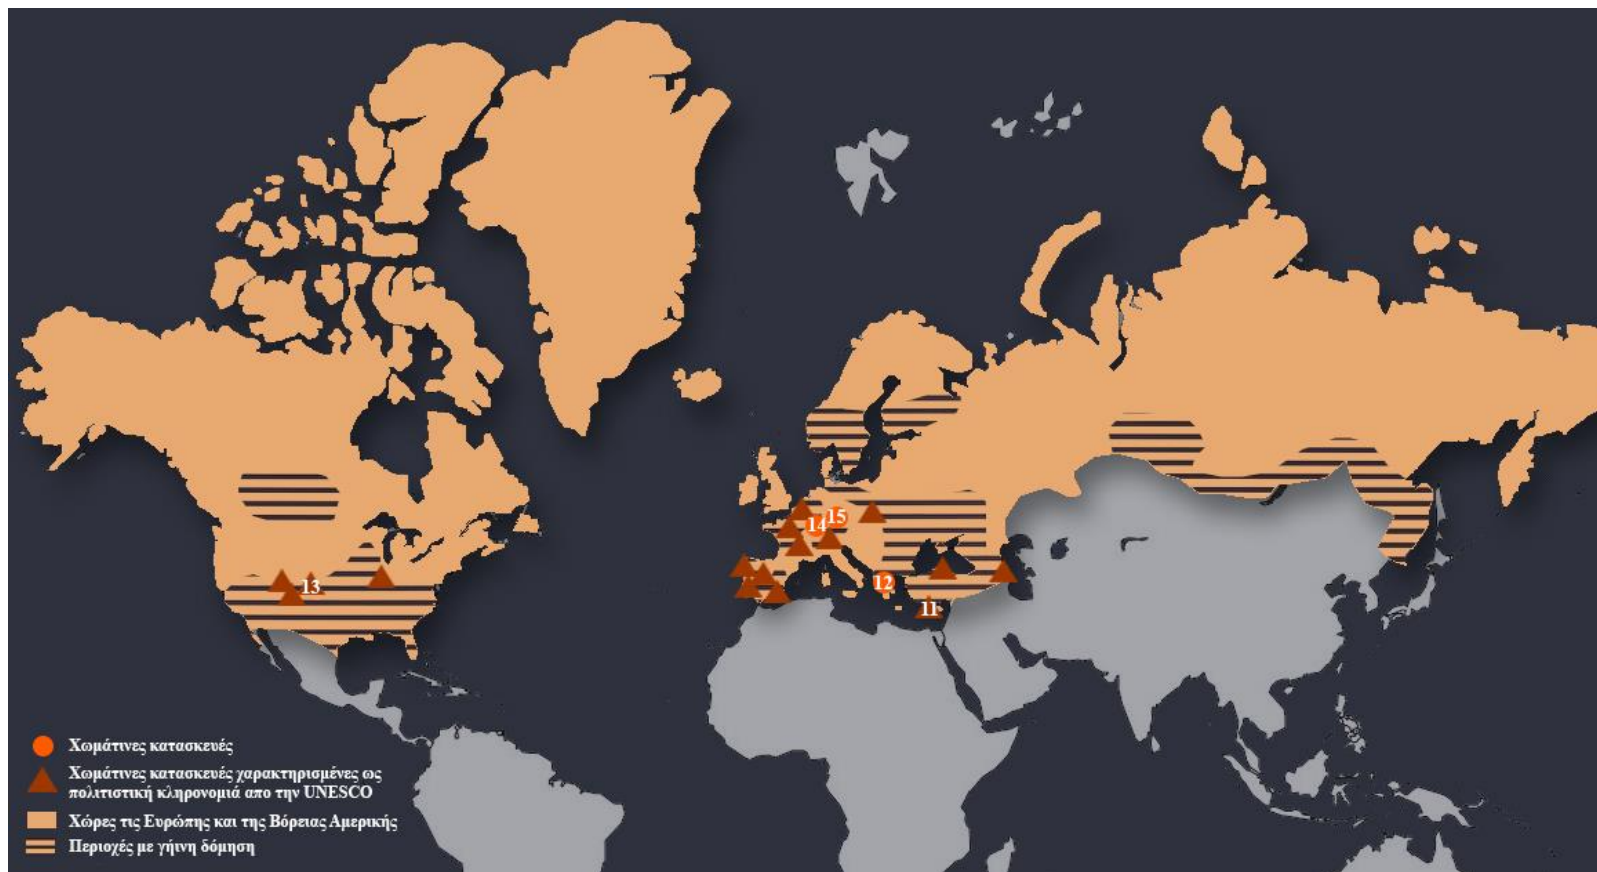 15
14
13
12
11
Χωμάτινες κατασκευές
Χωμάτινες κατασκευές χαρακτηρισμένες ως
πολιτιστική κληρονομιά απο την UNESCO
Χώρες τις Ευρώπης και της Βόρειας Αμερικής
Περιοχές με γήινη δόμηση